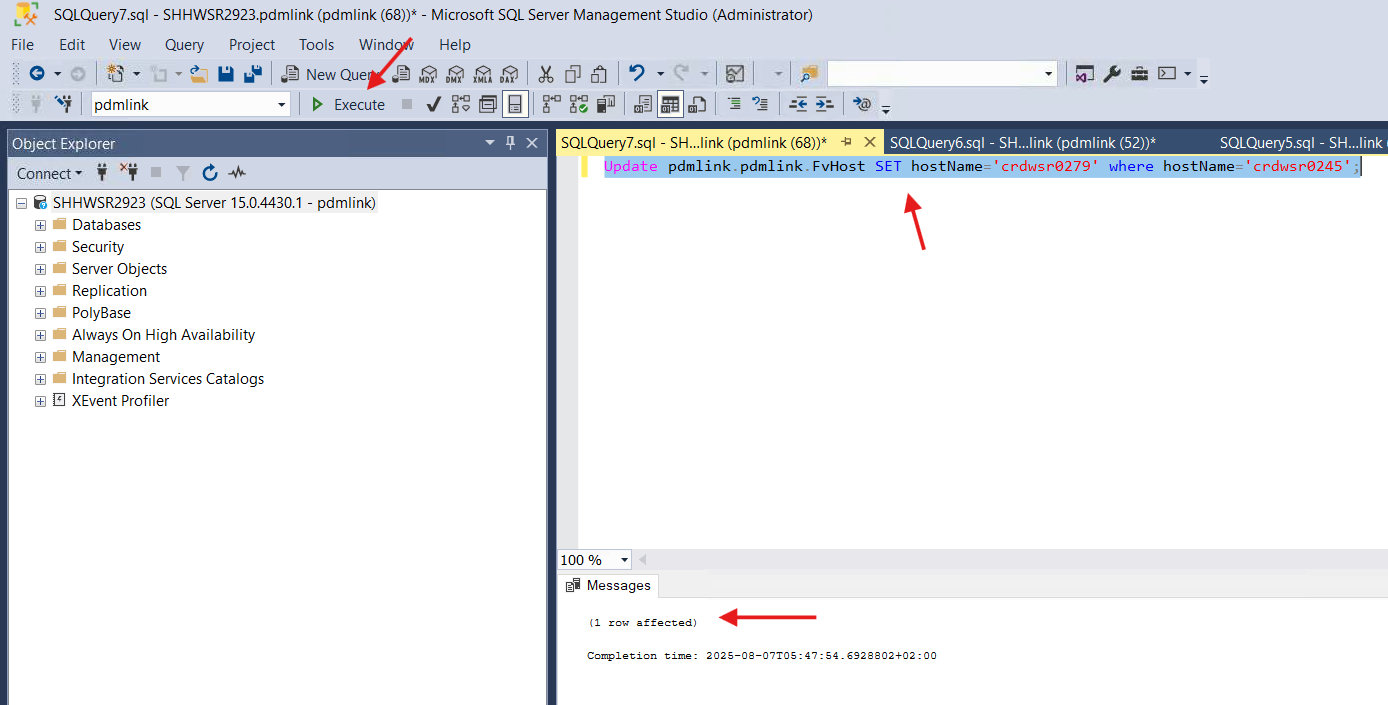 SQLQuery7.sql - SHHWSR2923.pdmlink (pdmlink (68))* - Microsoft SQL Server Management Studio (Administrator)
File Edit View Query Project Tools Window Help
New Query MDX DMX XMLA DAX
pdmlink Execute
Object Explorer
Connect
SHHWSR2923 (SQL Server 15.0.4430.1 - pdmlink)
Databases
Security
Server Objects
Replication
PolyBase
Always On High Availability
Management
Integration Services Catalogs
XEvent Profiler
SQLQuery7.sql - SH...link (pdmlink (68))* SQLQuery6.sql - SH...link (pdmlink (52))* SQLQuery5.sql - SH...link
Update pdmlink.pdmlink.FvHost SET hostName='crdwsr0279' where hostName='crdwsr0245';
100 %
Messages
(1 row affected)
Completion time: 2025-08-07T05:47:54.6928802+02:00